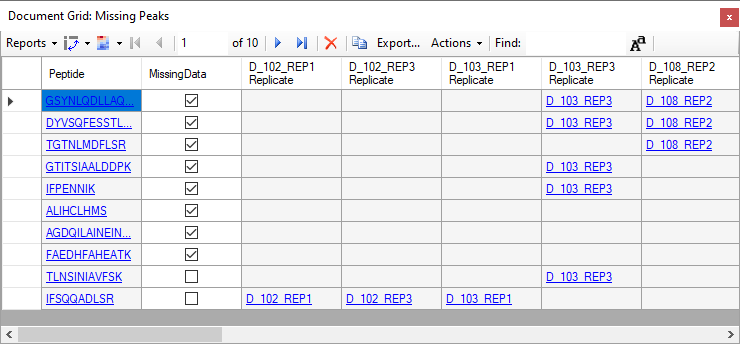 Document Grid: Missing Peaks x
Reports 1 of 10 Export... Actions Find: Aa
Peptide MissingData D_102_REP1 Replicate D_102_REP3 Replicate D_103_REP1 Replicate D_103_REP3 Replicate D_108_REP2 Replicate
GSYNLQDLLAQ... D_103_REP3 D_108_REP2
DYVSQFESSTL... D_103_REP3 D_108_REP2
TGTNLMDFLSR D_108_REP2
GTITSIAALDDPK D_103_REP3
IFPENNIK D_103_REP3
ALIHCLHMS
AGDQILAINEIN...
FAEDHFAHEATK
TLNSINIAVFSK D_103_REP3
IFSQQADLSR D_102_REP1 D_102_REP3 D_103_REP1